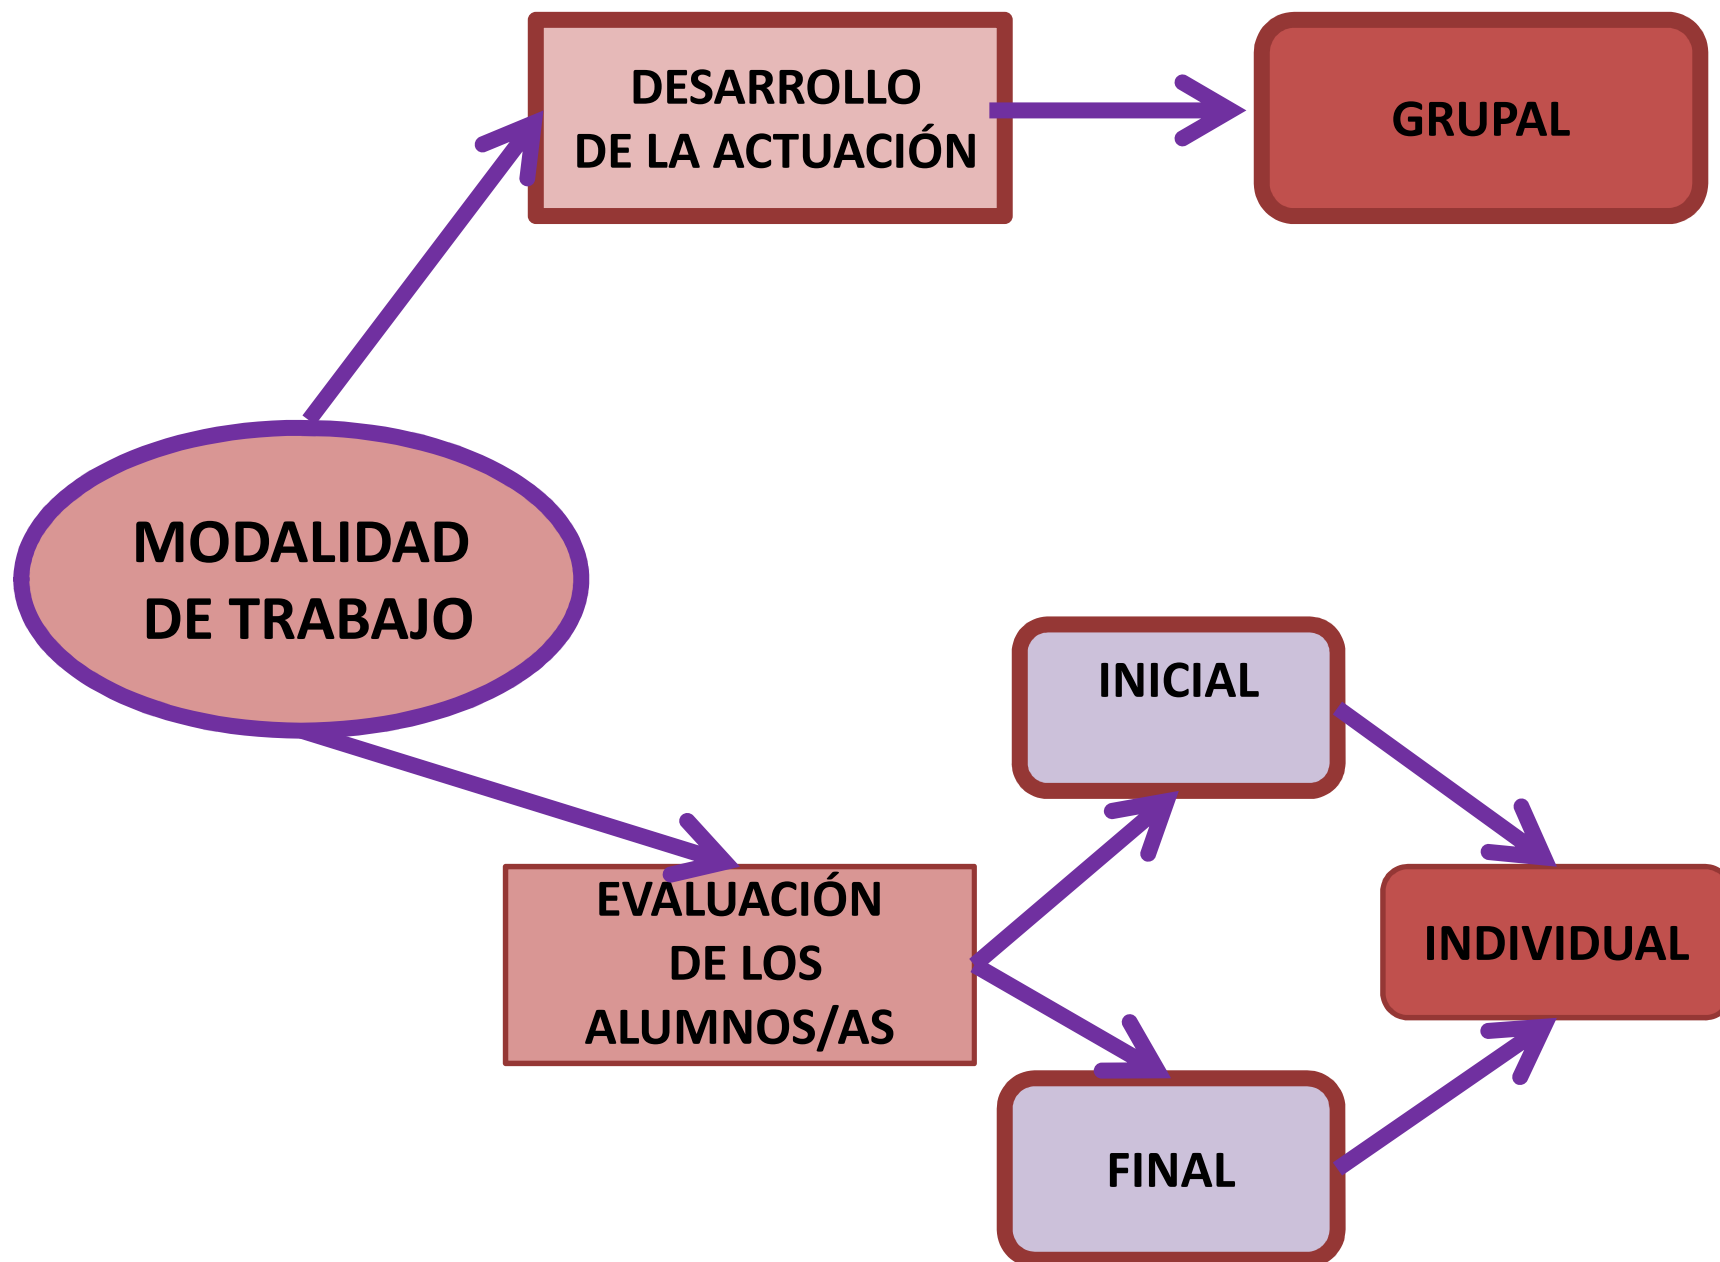 DESARROLLO
DE LA ACTUACIÓN
GRUPAL
MODALIDAD
DE TRABAJO
INICIAL
EVALUACIÓN
DE LOS
ALUMNOS/AS
INDIVIDUAL
FINAL